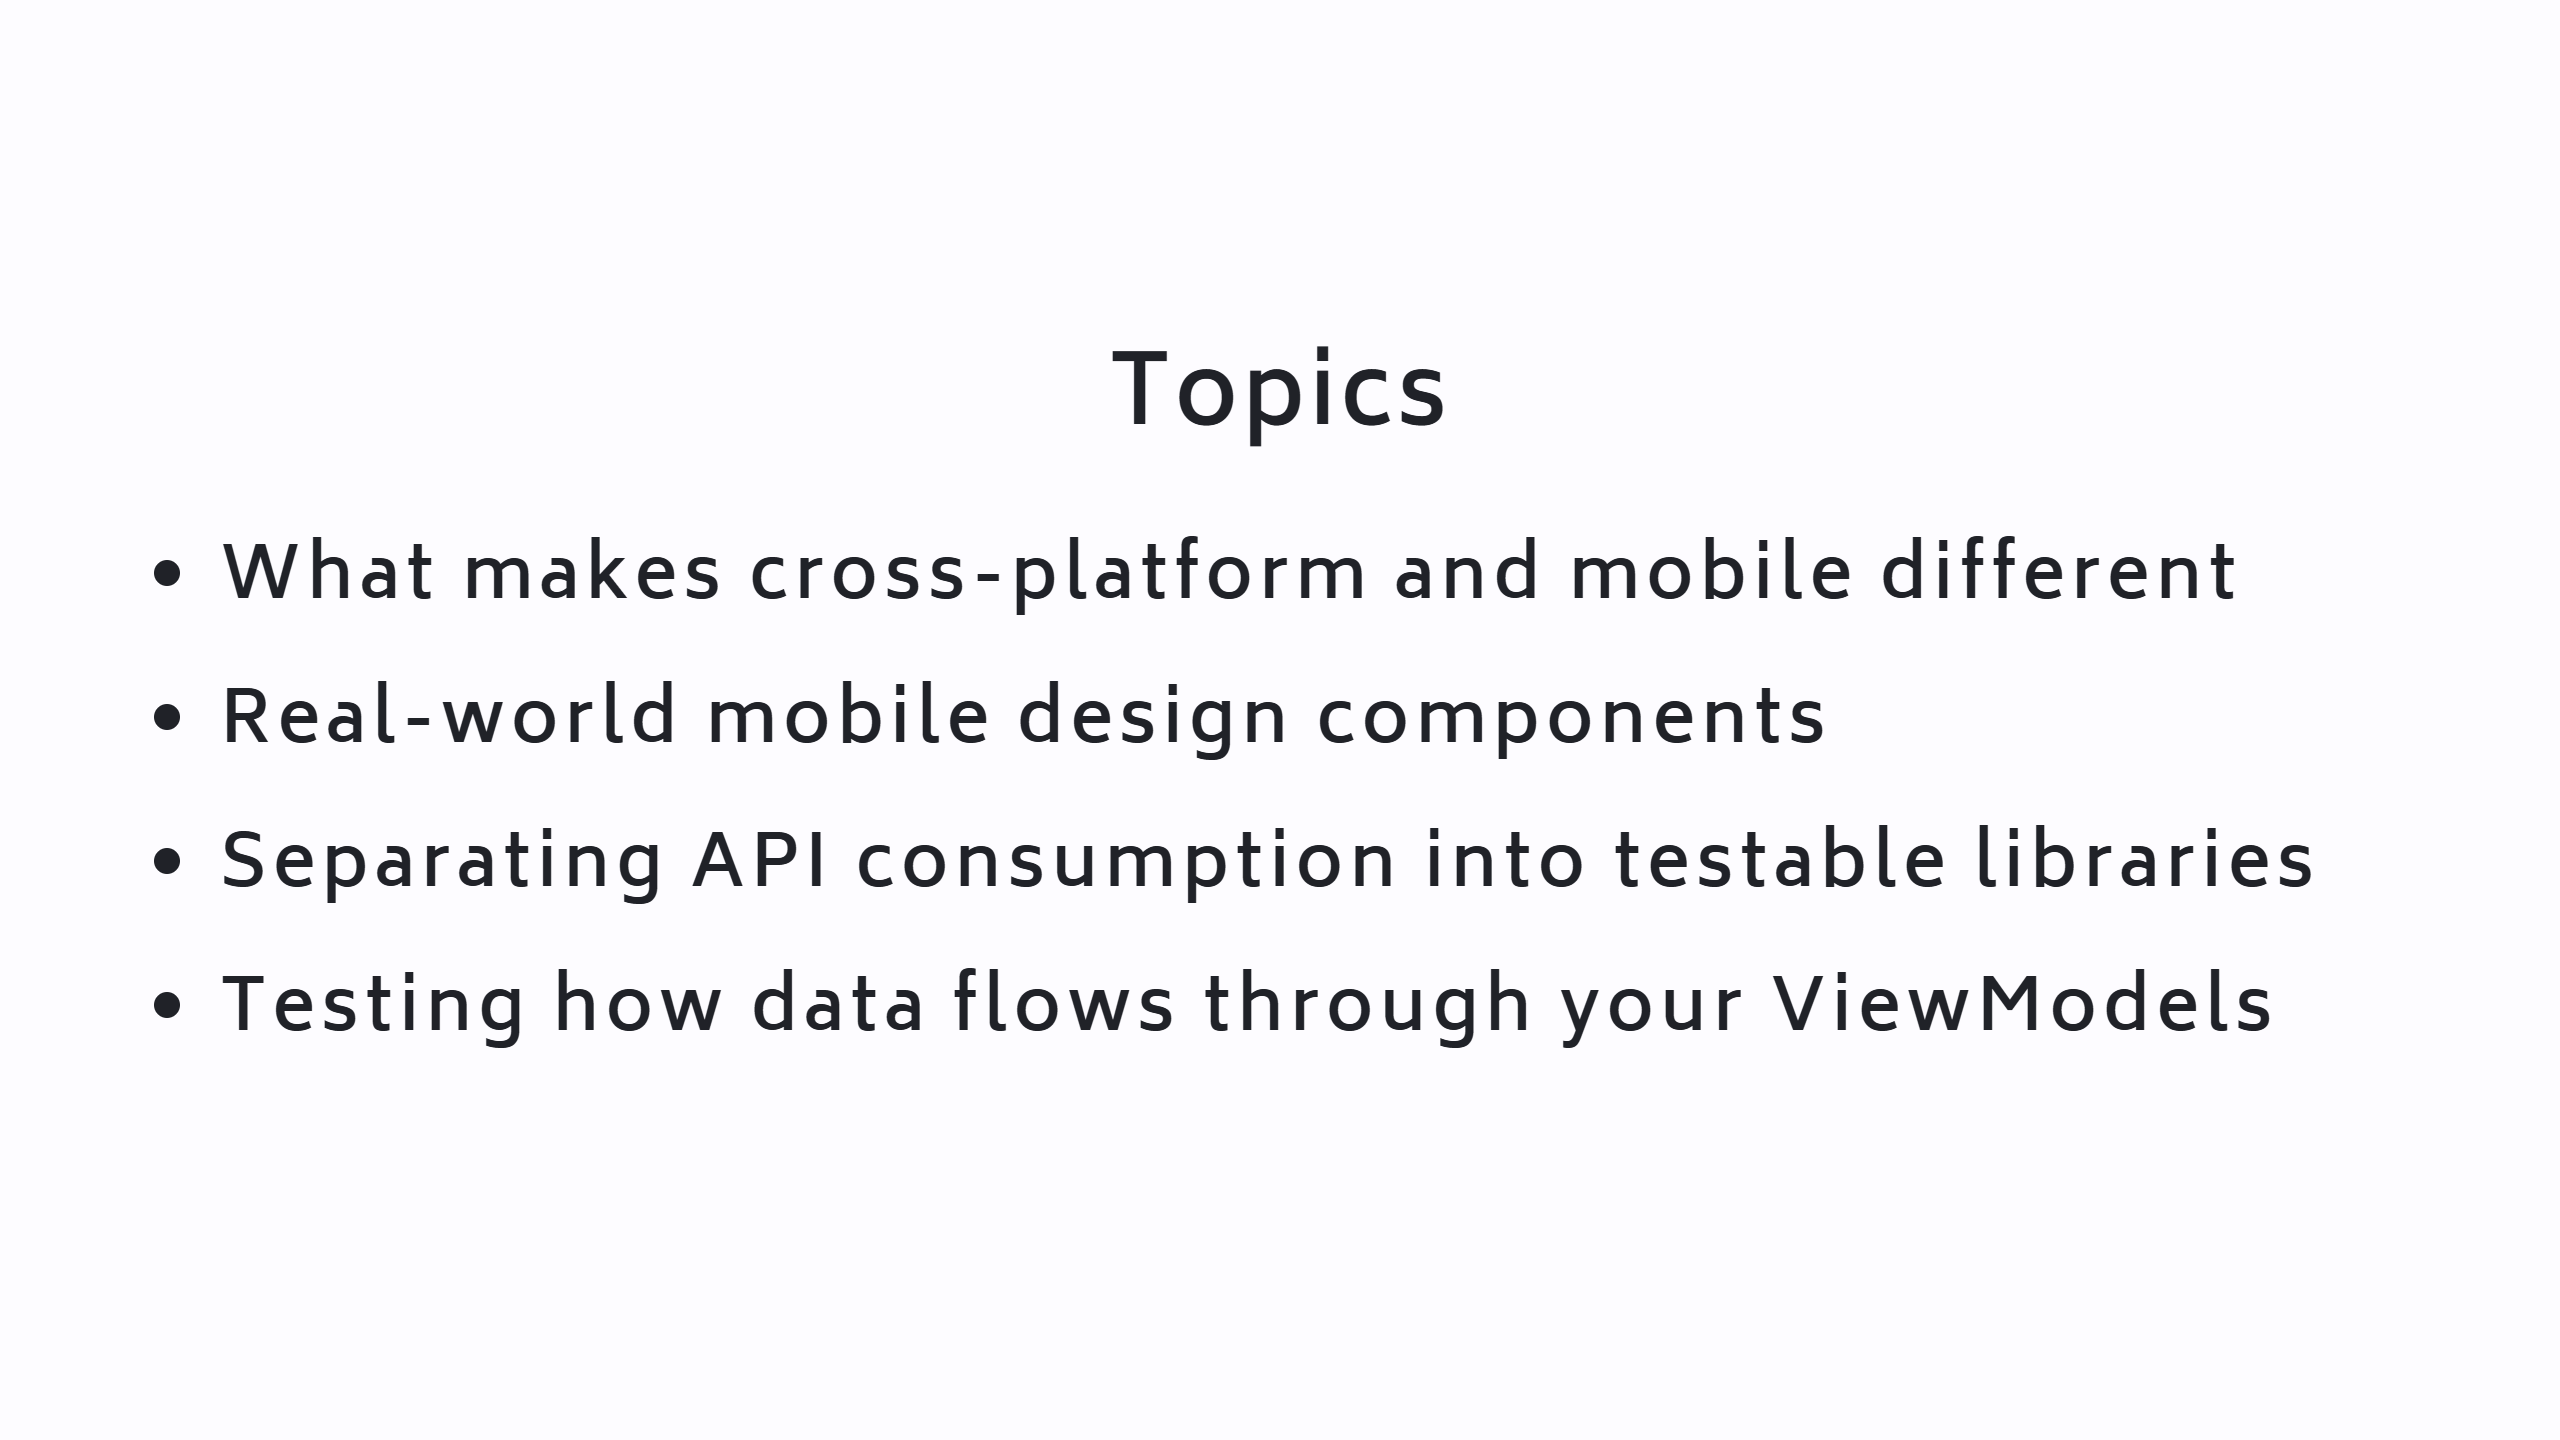 Topics
• What makes cross-platform and mobile different
• Real-world mobile design components
• Separating API consumption into testable libraries
• Testing how data flows through your ViewModels